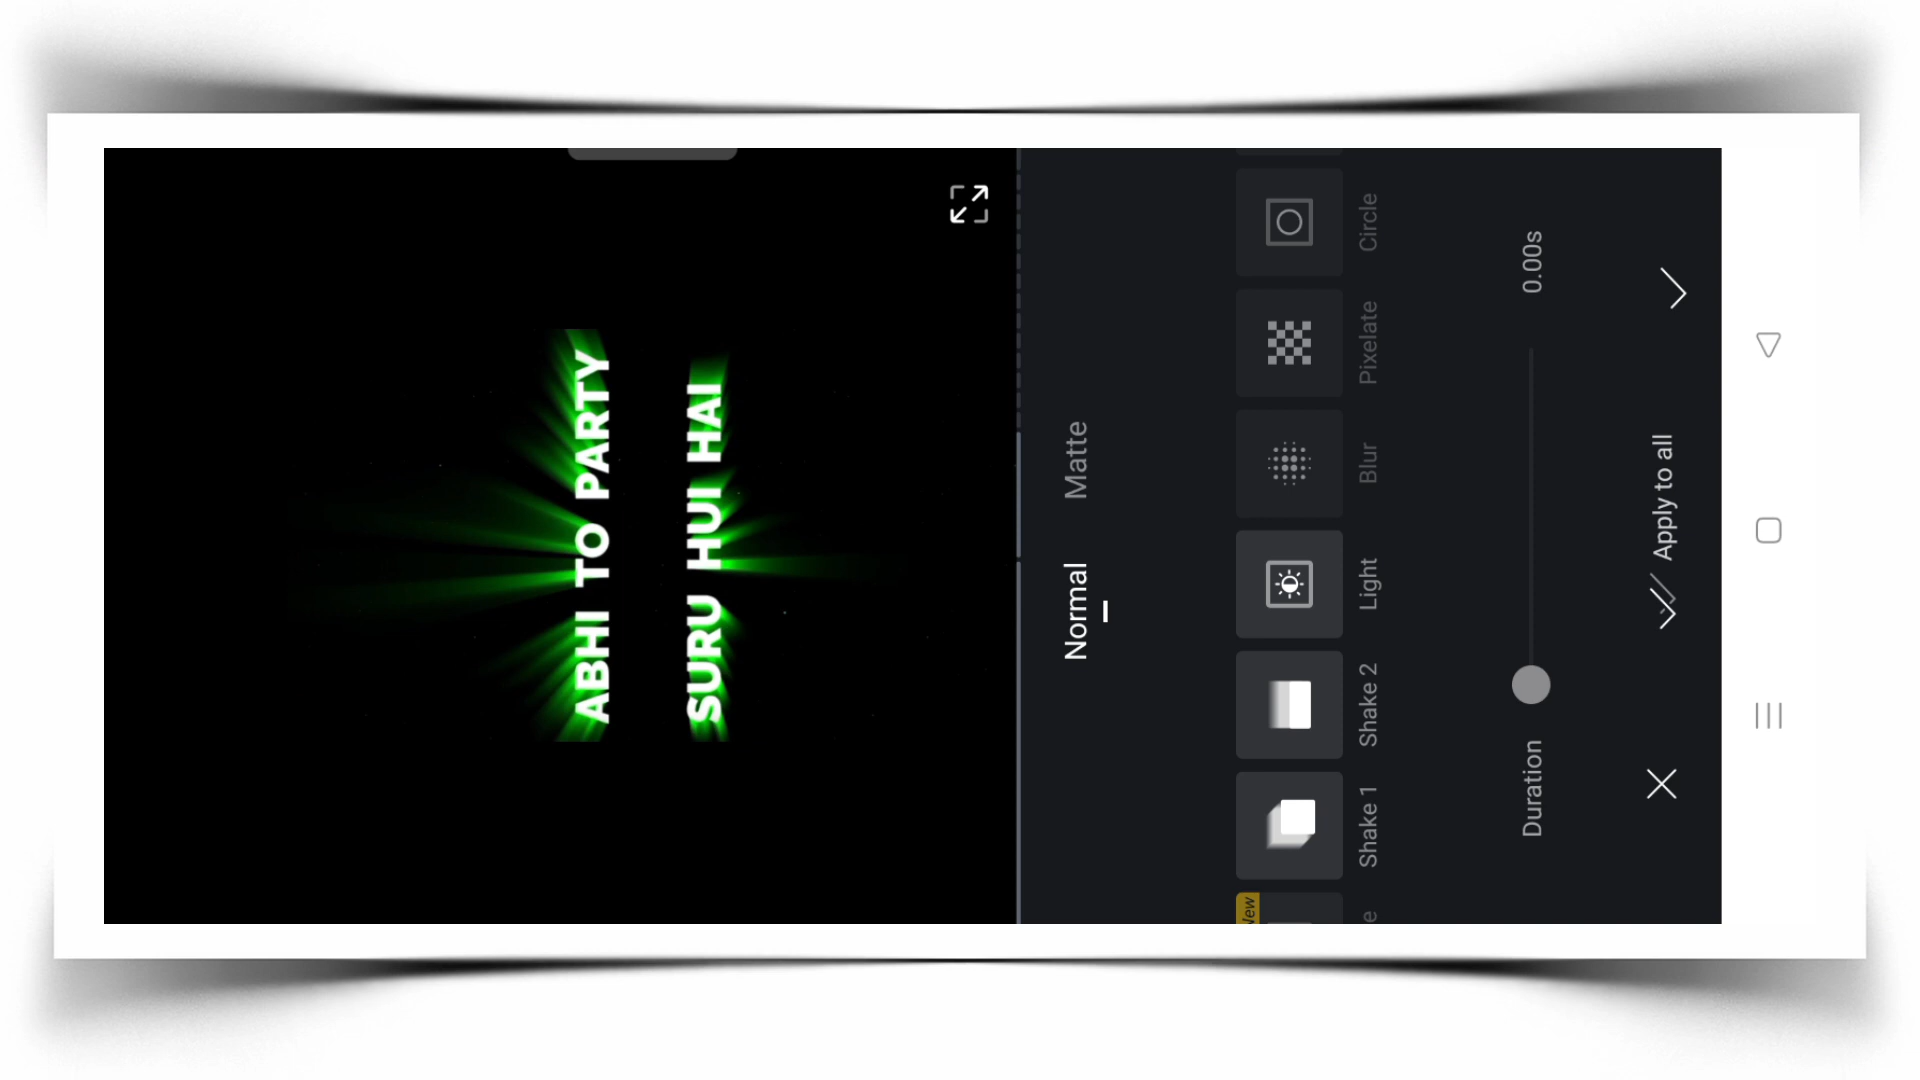 ABHI TO PARTY
SURU HUI HAI
Normal
Matte
New
e
Shake 1
Shake 2
Light
Blur
Pixelate
Circle
Duration
0.00s
Apply to all